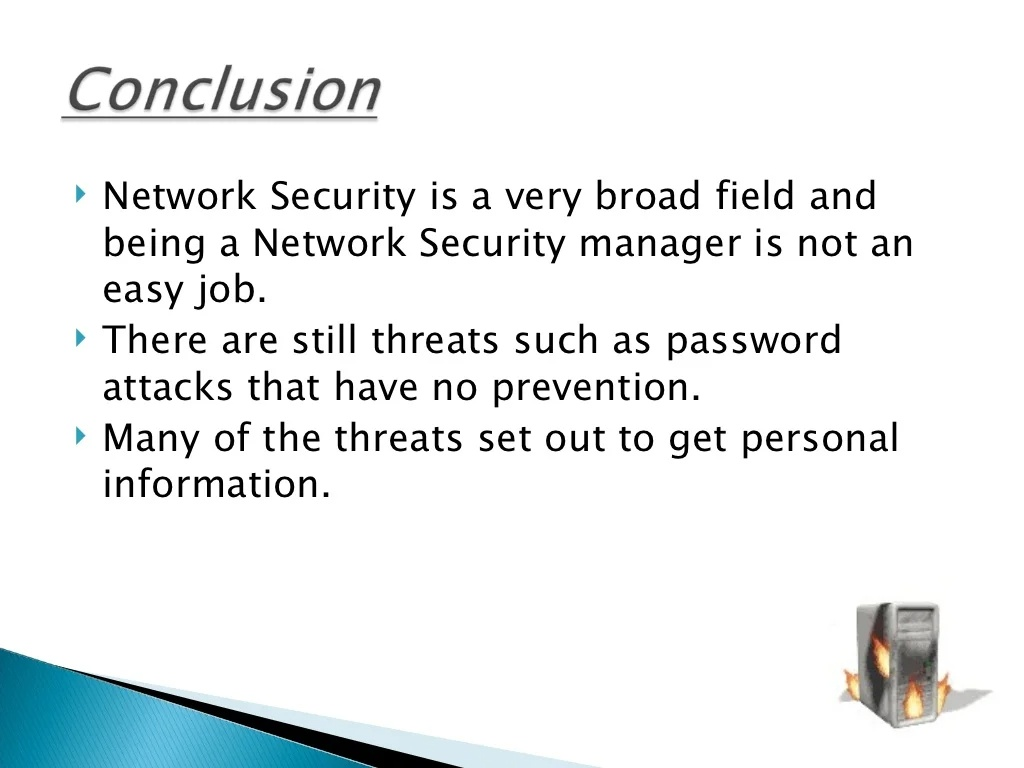 Conclusion
Network Security is a very broad field and
being a Network Security manager is not an
easy job.
There are still threats such as password
attacks that have no prevention.
Many of the threats set out to get personal
information.